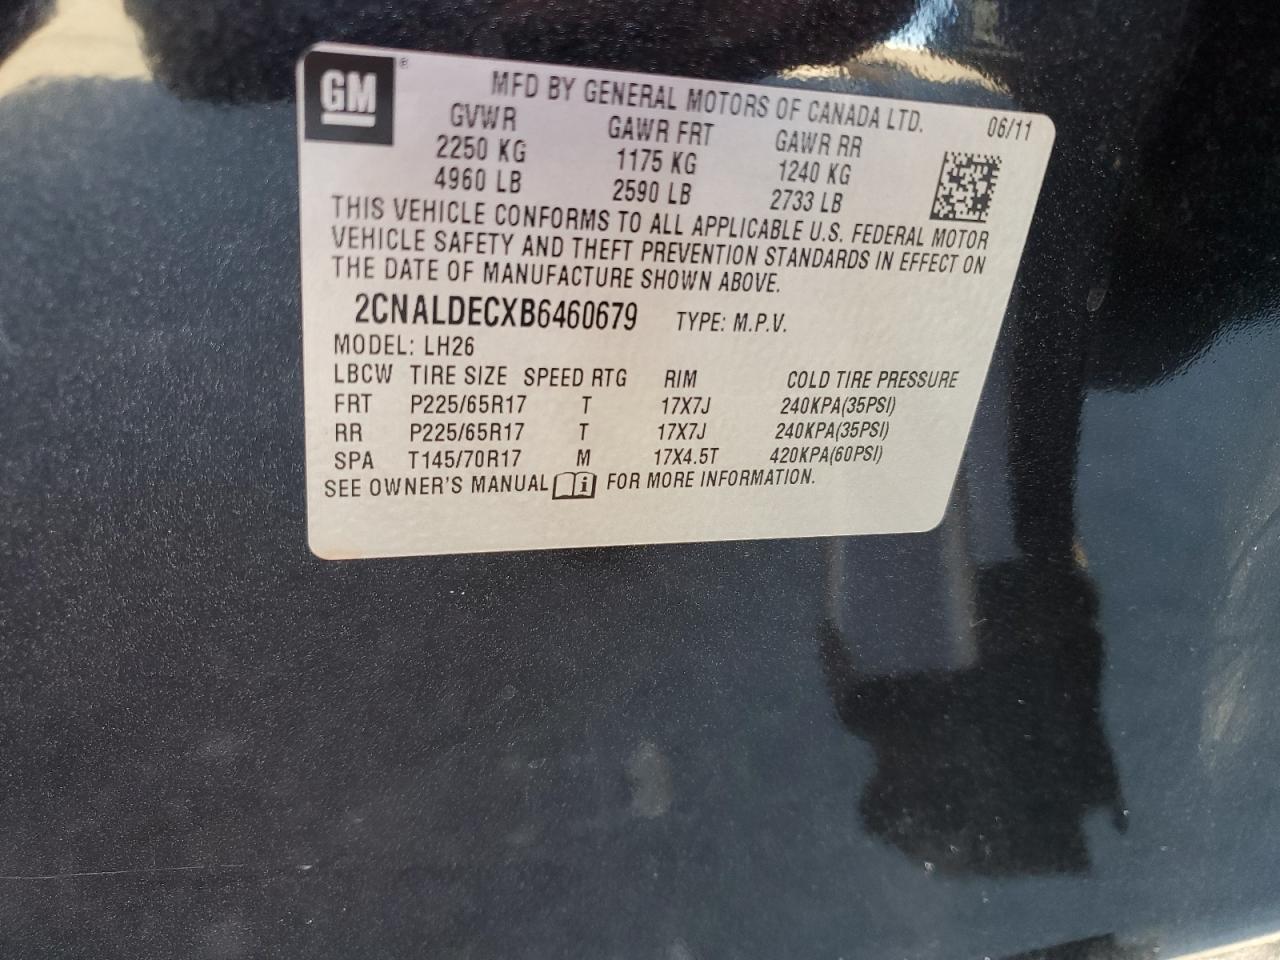 GM®
MFD BY GENERAL MOTORS OF CANADA LTD.
06/11
GVWR GAWR FRT GAWR RR
2250 KG 1175 KG 1240 KG
4960 LB 2590 LB 2733 LB
THIS VEHICLE CONFORMS TO ALL APPLICABLE U.S. FEDERAL MOTOR
VEHICLE SAFETY AND THEFT PREVENTION STANDARDS IN EFFECT ON
THE DATE OF MANUFACTURE SHOWN ABOVE.
2CNALDECXB6460679 TYPE: M.P.V.
MODEL: LH26
LBCW TIRE SIZE SPEED RTG RIM COLD TIRE PRESSURE
FRT P225/65R17 T 17X7J 240KPA(35PSI)
RR P225/65R17 T 17X7J 240KPA(35PSI)
SPA T145/70R17 M 17X4.5T 420KPA(60PSI)
SEE OWNER'S MANUAL i FOR MORE INFORMATION.